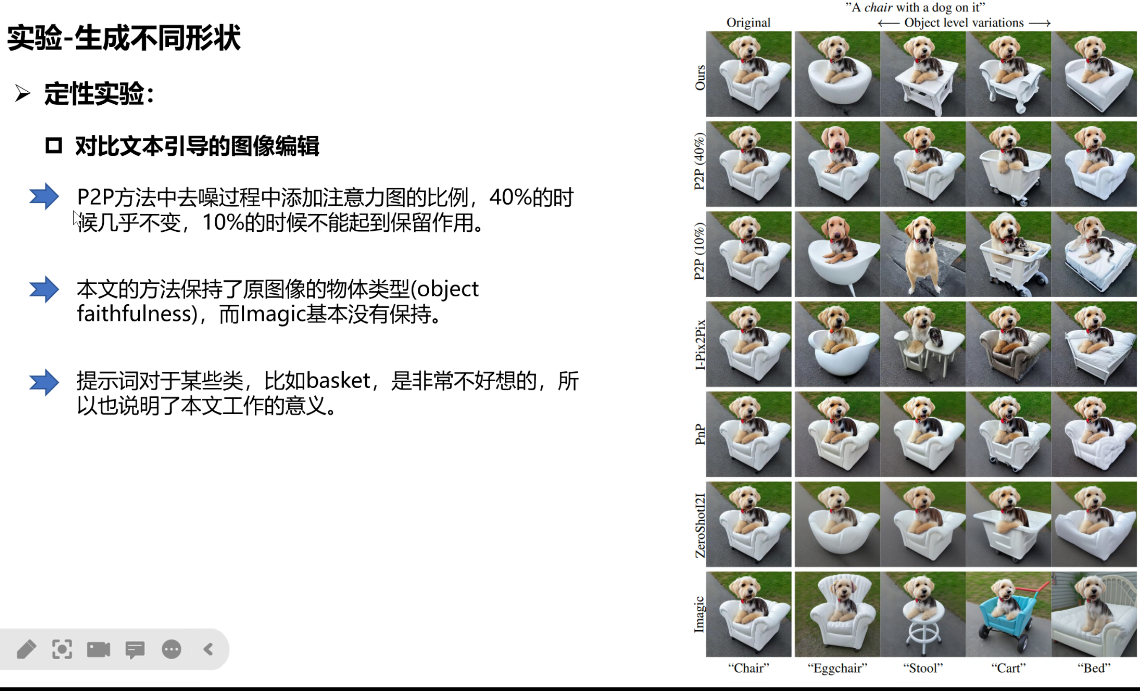 实验-生成不同形状
➢ 定性实验：
对比文本引导的图像编辑
P2P方法中去噪过程中添加注意力图的比例，40%的时
候几乎不变，10%的时候不能起到保留作用。
本文的方法保持了原图像的物体类型(object
faithfulness)，而Imagic基本没有保持。
提示词对于某些类，比如basket，是非常不好想的，所
以也说明了本文工作的意义。
"A chair with a dog on it"
Original
← Object level variations →
Ours
P2P (40%)
P2P (10%)
I-Pix2Pix
PnP
ZeroShotI2I
Imagic
“Chair” “Eggchair” “Stool” “Cart” “Bed”